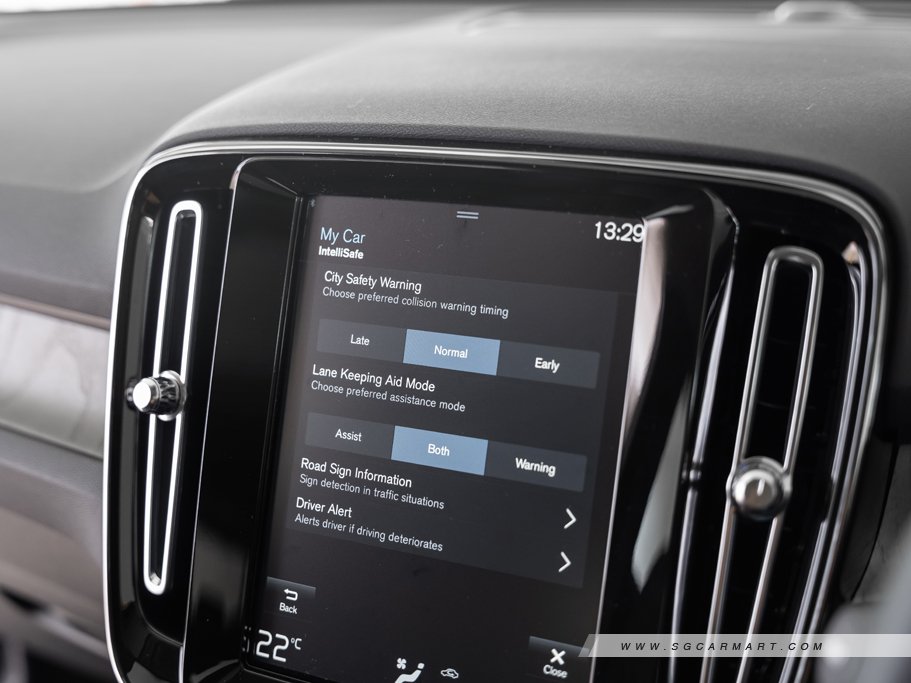 My Car
13:29
IntelliSafe
City Safety Warning
Choose preferred collision warning timing
Late Normal Early
Lane Keeping Aid Mode
Choose preferred assistance mode
Assist Both Warning
Road Sign Information
Sign detection in traffic situations
Driver Alert
Alerts driver if driving deteriorates
Back
22°C
Close
WWW.SGCARMART.COM